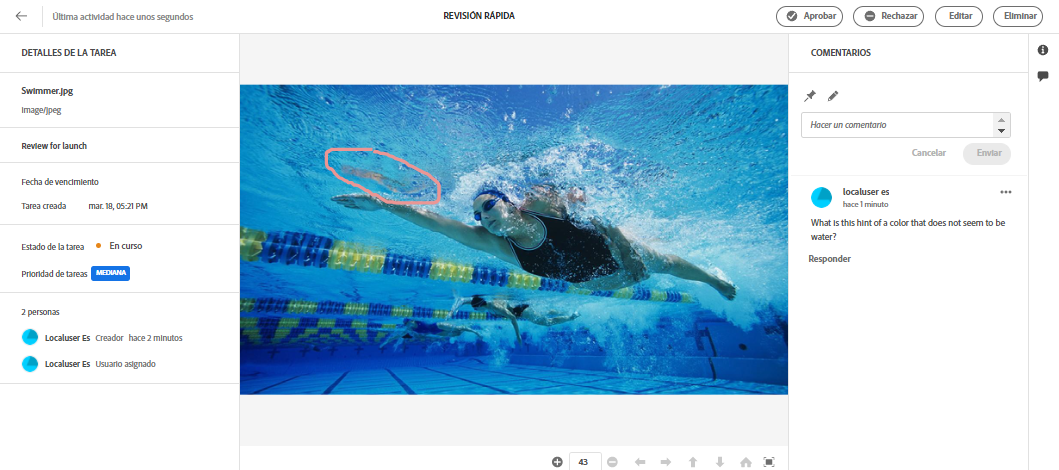 Última actividad hace unos segundos
REVISIÓN RÁPIDA
Aprobar
Rechazar
Editar
Eliminar
DETALLES DE LA TAREA
Swimmer.jpg
image/jpeg
Review for launch
Fecha de vencimiento
Tarea creada mar. 18, 05:21 PM
Estado de la tarea En curso
Prioridad de tareas MEDIANA
2 personas
Localuser Es Creador hace 2 minutos
Localuser Es Usuario asignado
43
COMENTARIOS
Hacer un comentario
Cancelar
Enviar
localuser es
hace 1 minuto
What is this hint of a color that does not seem to be
water?
Responder